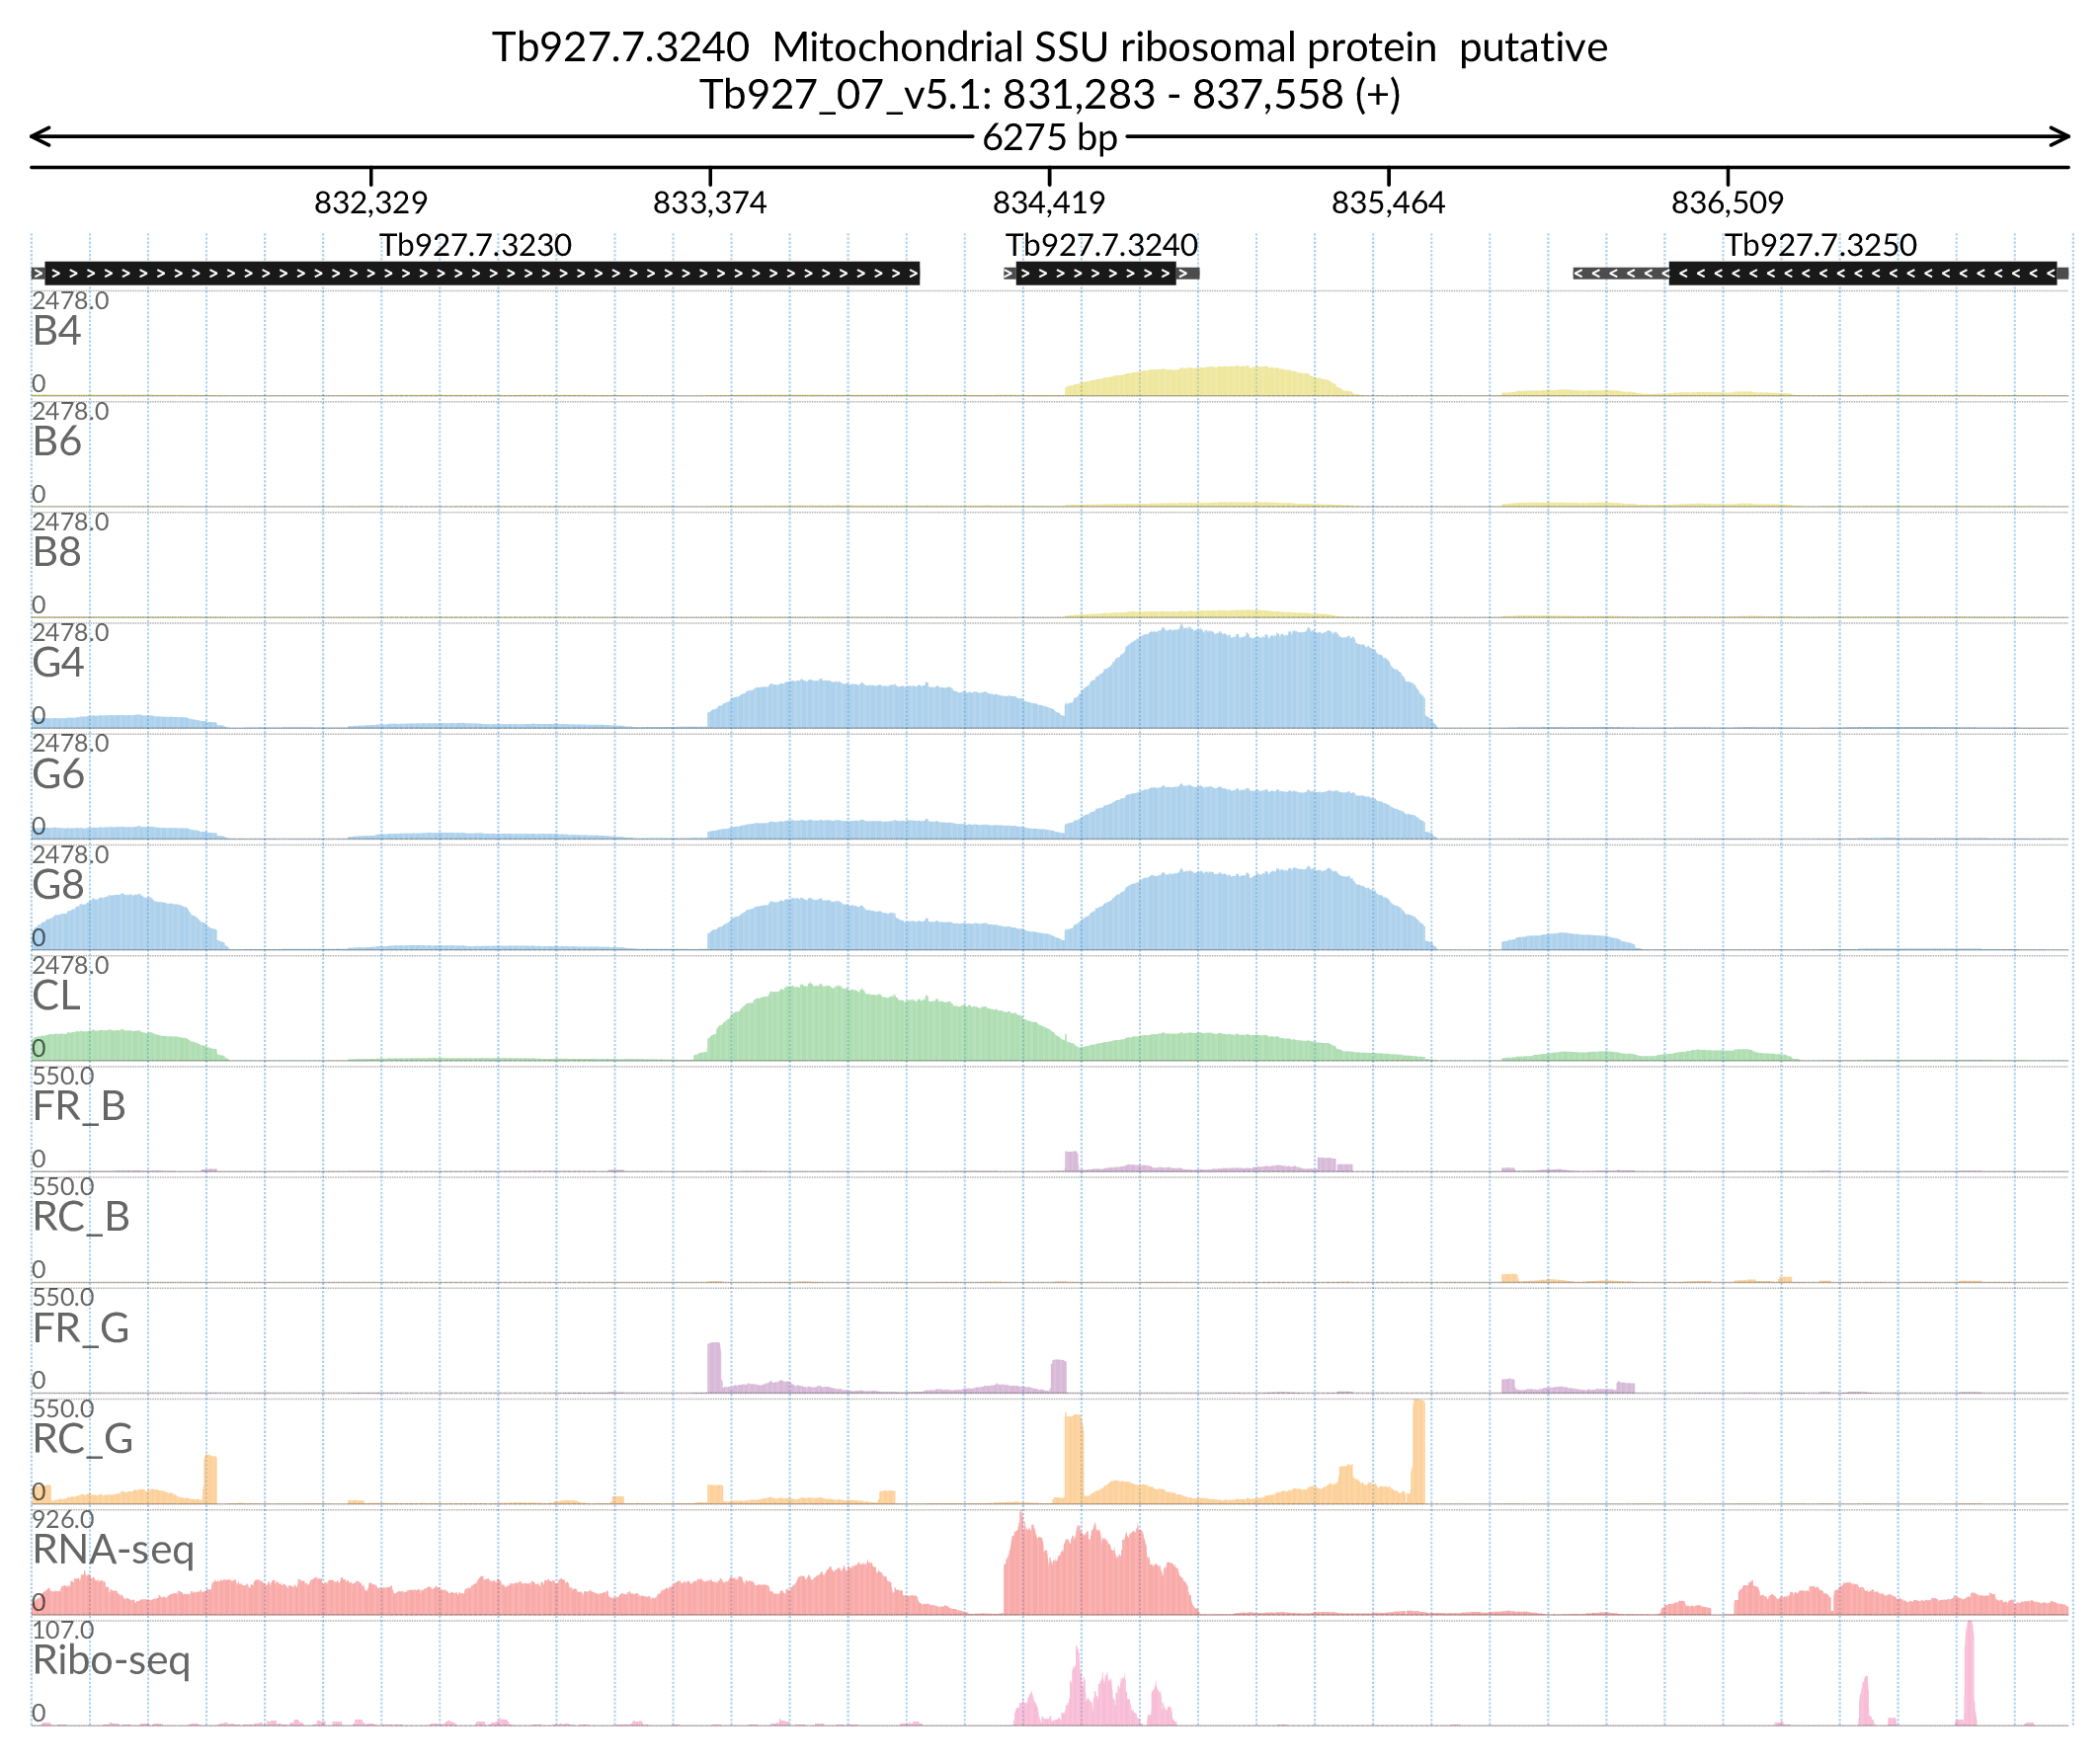 Tb927.7.3240  Mitochondrial SSU ribosomal protein  putative
Tb927_07_v5.1: 831,283 - 837,558 (+)
6275 bp
832,329 833,374 834,419 835,464 836,509
Tb927.7.3230 Tb927.7.3240 Tb927.7.3250
2478.0
B4
0
2478.0
B6
0
2478.0
B8
0
2478.0
G4
0
2478.0
G6
0
2478.0
G8
0
2478.0
CL
0
550.0
FR_B
0
550.0
RC_B
0
550.0
FR_G
0
550.0
RC_G
0
926.0
RNA-seq
0
107.0
Ribo-seq
0